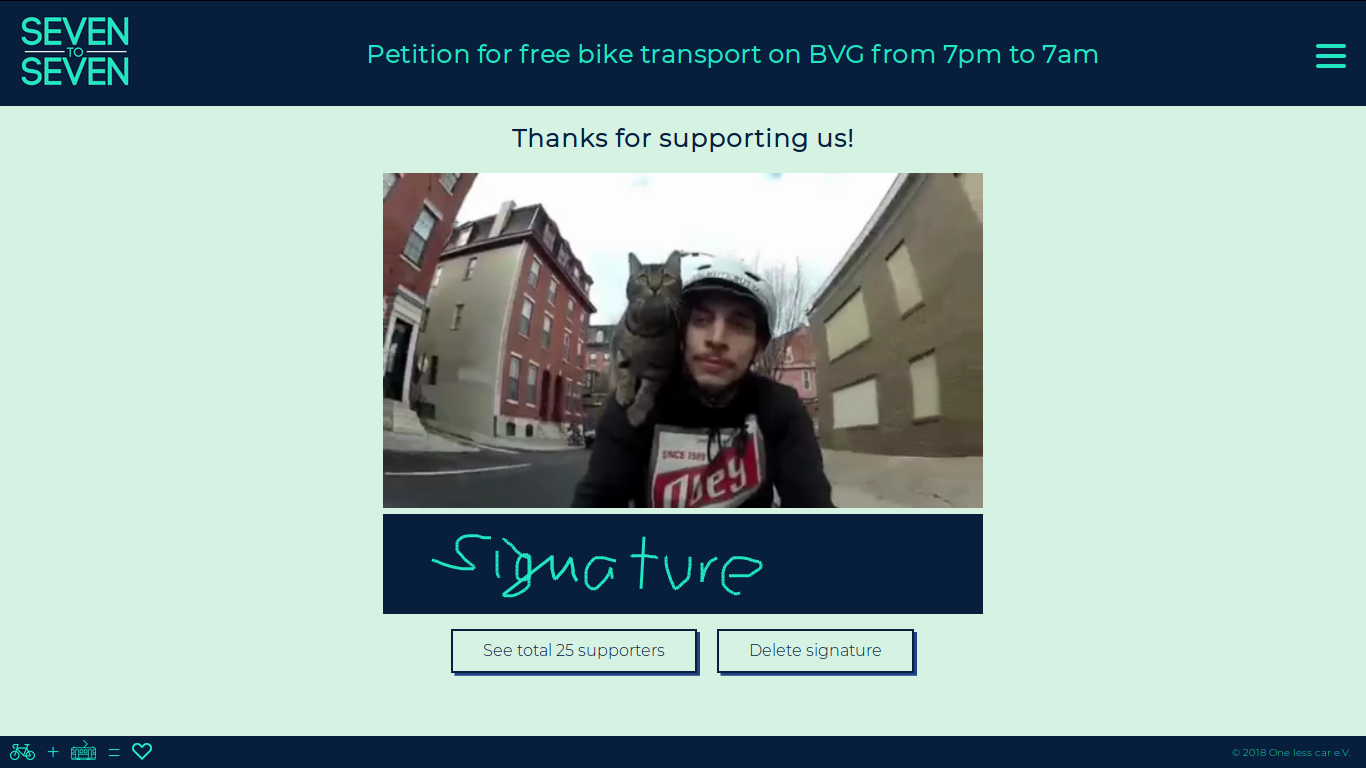 SEVEN
TO
SEVEN
Petition for free bike transport on BVG from 7pm to 7am
Thanks for supporting us!
SINCE 1989
Obey
Signature
See total 25 supporters
Delete signature
+ =
© 2018 One less car e.V.